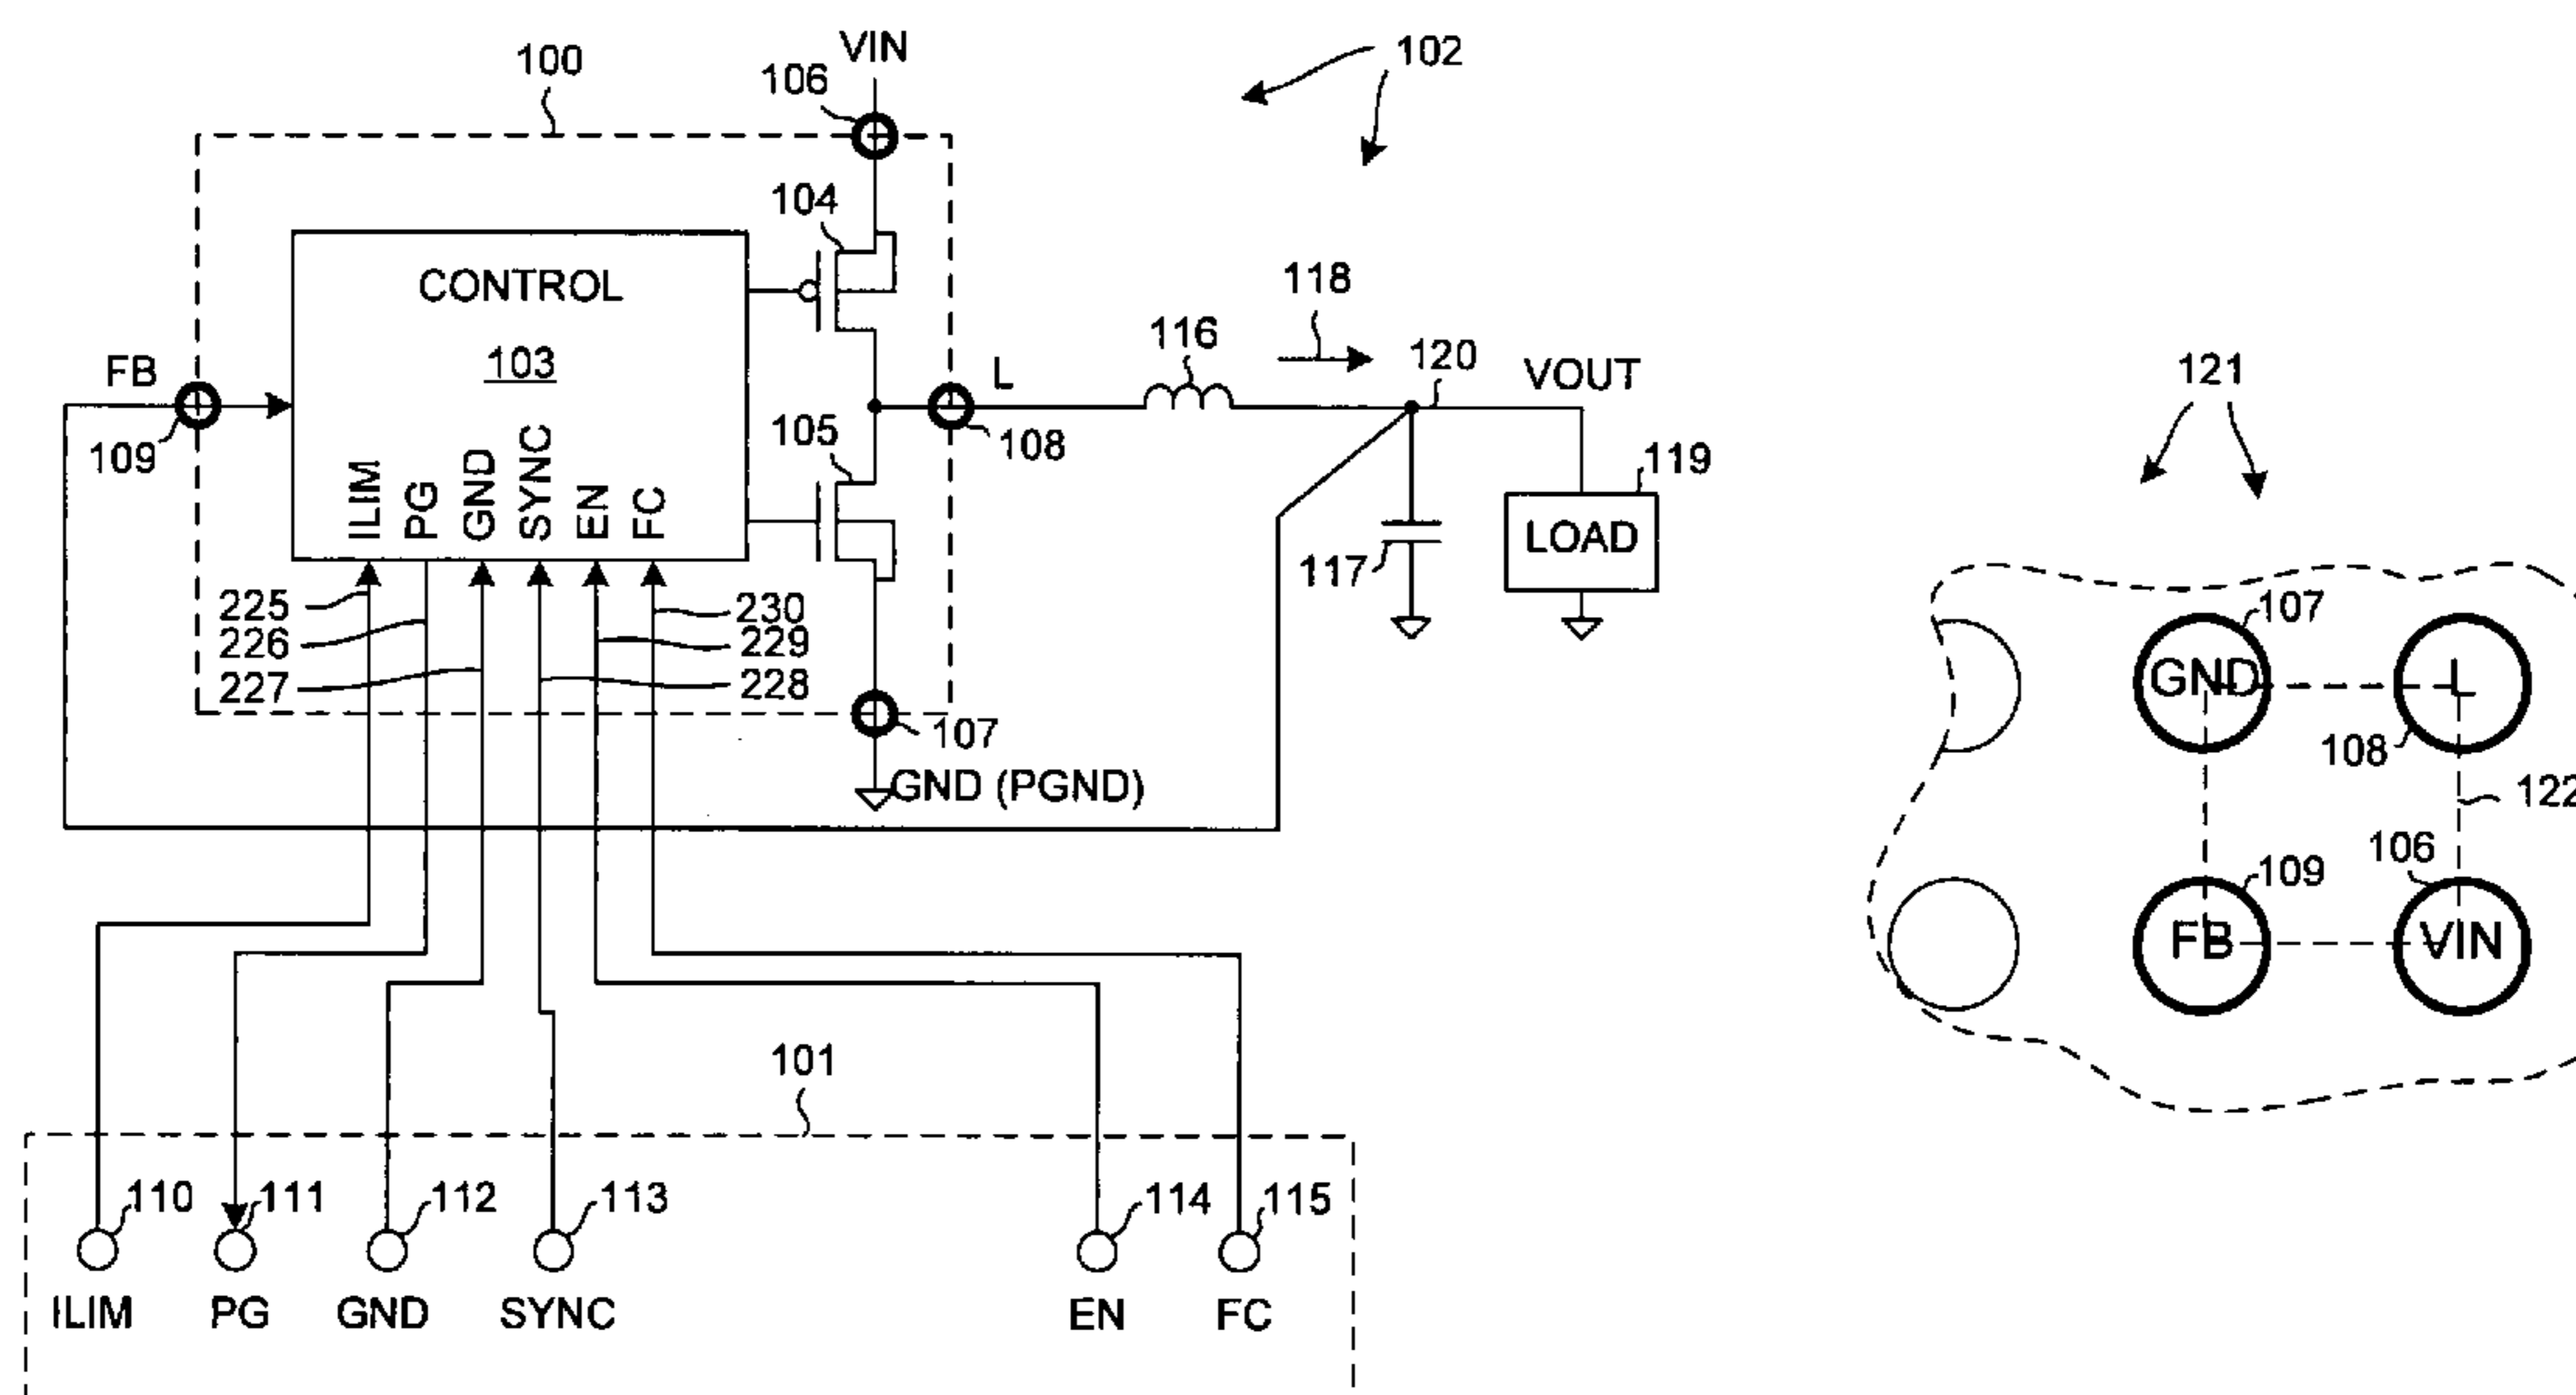 VIN
100
106
102
104
CONTROL
103
118
116
120
VOUT
FB
L
121
109
105
108
119
LOAD
117
ILIM
PG
GND
SYNC
EN
FC
225
226
227
230
229
228
107
GND (PGND)
107
GND
L
108
122
106
109
FB
VIN
101
110
111
112
113
114
115
ILIM
PG
GND
SYNC
EN
FC